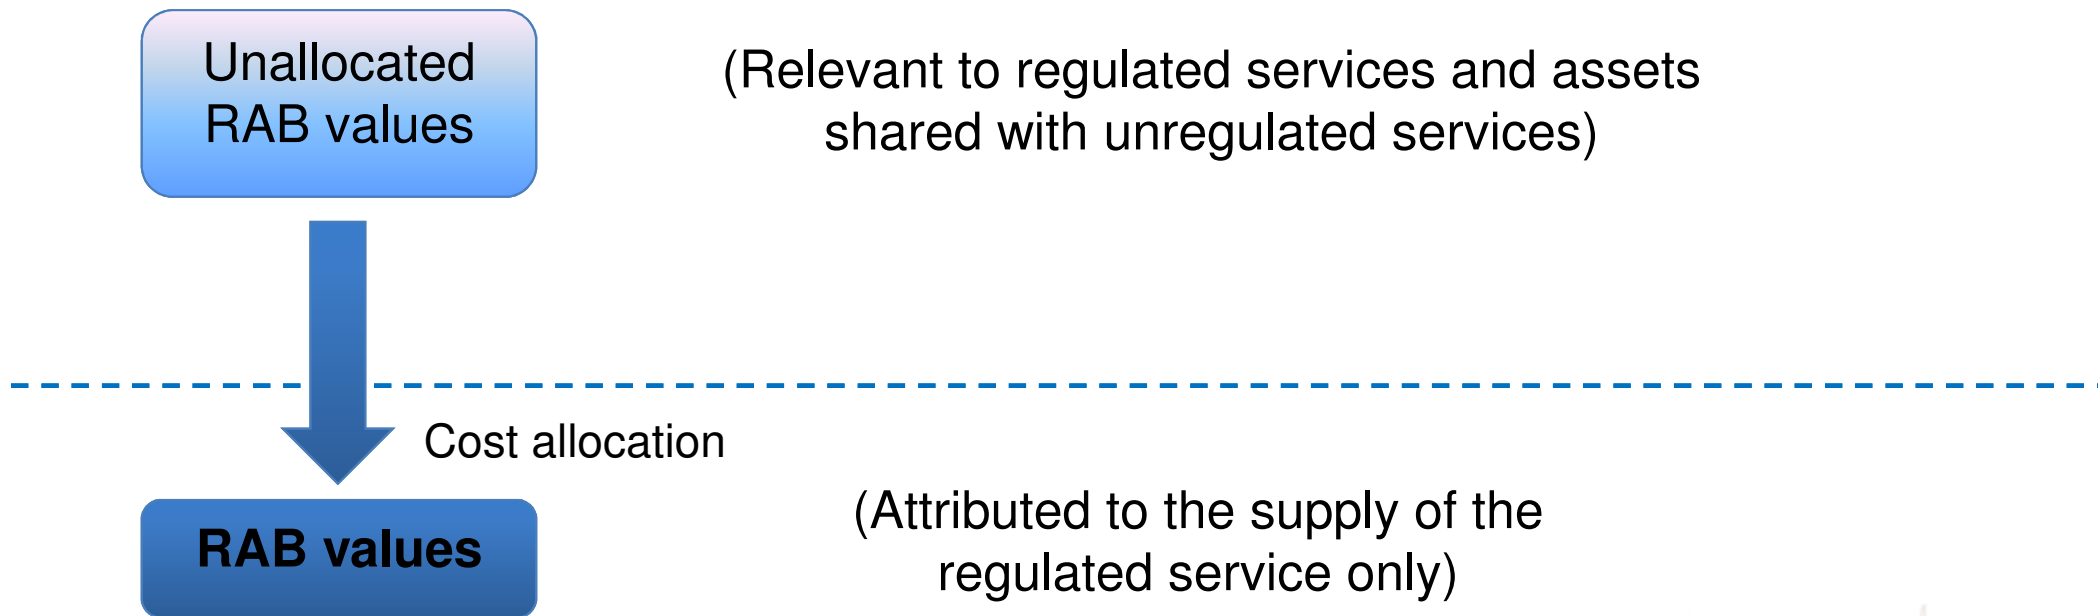 Unallocated
RAB values
(Relevant to regulated services and assets
shared with unregulated services)
Cost allocation
RAB values
(Attributed to the supply of the
regulated service only)